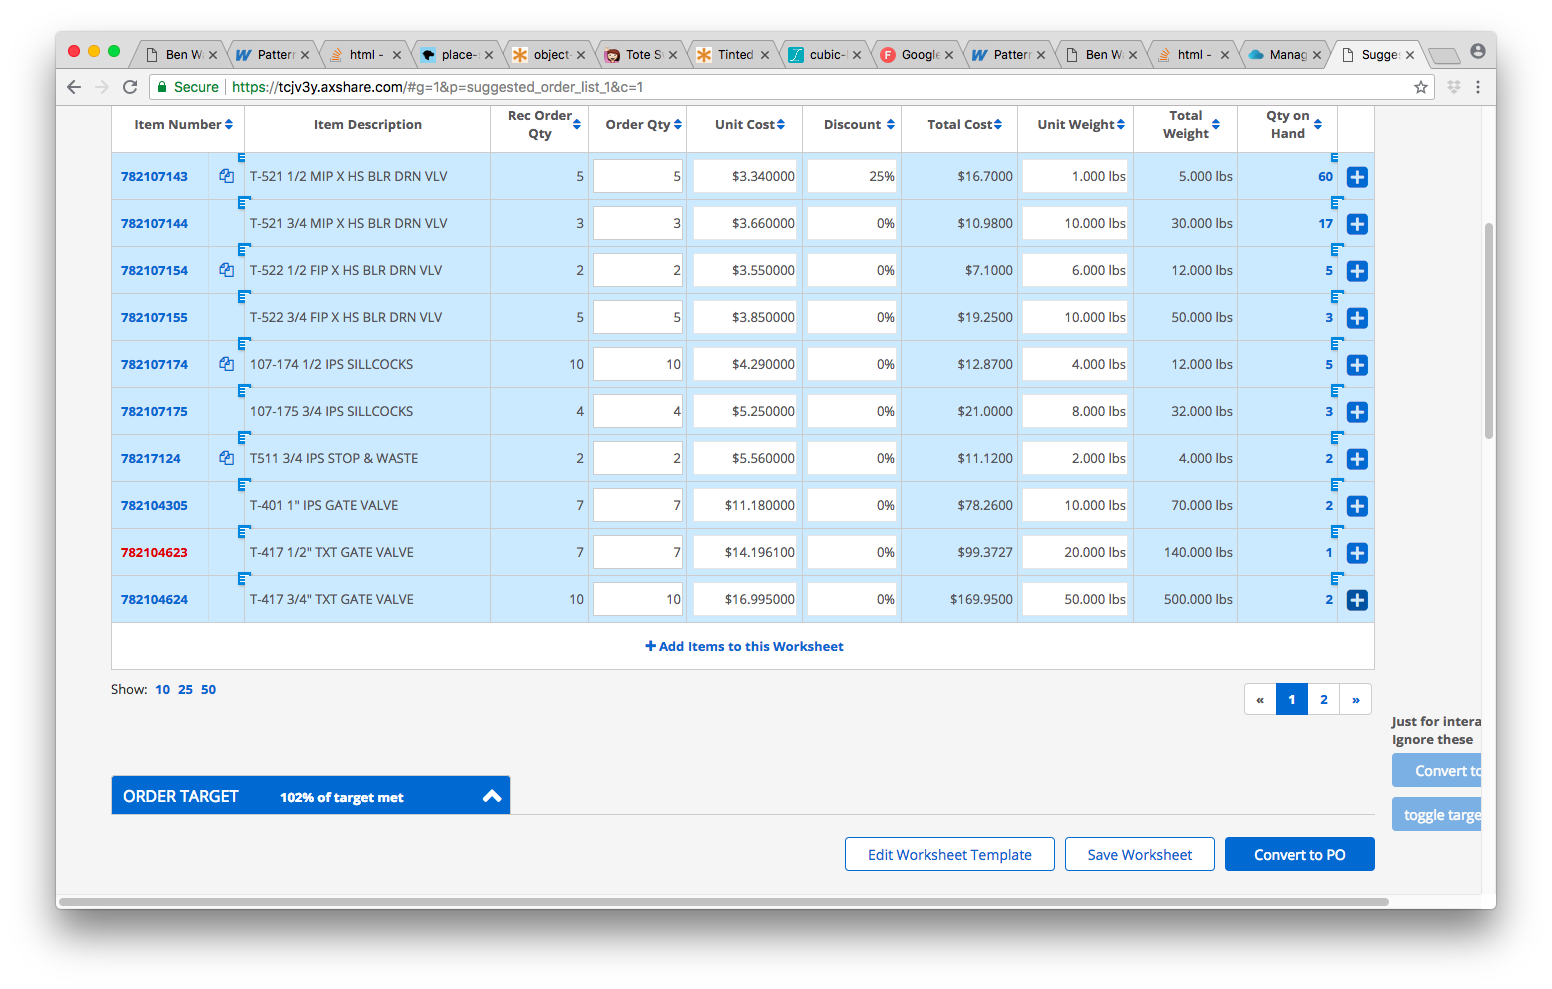 Ben W
Pattern
html -
place-
object-
Tote S
Tinted
cubic-
Google
Pattern
Ben W
html -
Manag
Sugges
Secure https://tcjv3y.axshare.com/#g=1&p=suggested_order_list_1&c=1
Item Number Item Description Rec Order Qty Order Qty Unit Cost Discount Total Cost Unit Weight Total Weight Qty on Hand
782107143 T-521 1/2 MIP X HS BLR DRN VLV 5 5 $3.340000 25% $16.7000 1.000 lbs 5.000 lbs 60
782107144 T-521 3/4 MIP X HS BLR DRN VLV 3 3 $3.660000 0% $10.9800 10.000 lbs 30.000 lbs 17
782107154 T-522 1/2 FIP X HS BLR DRN VLV 2 2 $3.550000 0% $7.1000 6.000 lbs 12.000 lbs 5
782107155 T-522 3/4 FIP X HS BLR DRN VLV 5 5 $3.850000 0% $19.2500 10.000 lbs 50.000 lbs 3
782107174 107-174 1/2 IPS SILLCOCKS 10 10 $4.290000 0% $12.8700 4.000 lbs 12.000 lbs 5
782107175 107-175 3/4 IPS SILLCOCKS 4 4 $5.250000 0% $21.0000 8.000 lbs 32.000 lbs 3
78217124 T511 3/4 IPS STOP & WASTE 2 2 $5.560000 0% $11.1200 2.000 lbs 4.000 lbs 2
782104305 T-401 1" IPS GATE VALVE 7 7 $11.180000 0% $78.2600 10.000 lbs 70.000 lbs 2
782104623 T-417 1/2" TXT GATE VALVE 7 7 $14.196100 0% $99.3727 20.000 lbs 140.000 lbs 1
782104624 T-417 3/4" TXT GATE VALVE 10 10 $16.995000 0% $169.9500 50.000 lbs 500.000 lbs 2
+ Add Items to this Worksheet
Show: 10 25 50
« 1 2 »
Just for intera
Ignore these
Convert to
toggle targe
ORDER TARGET 102% of target met
Edit Worksheet Template Save Worksheet Convert to PO